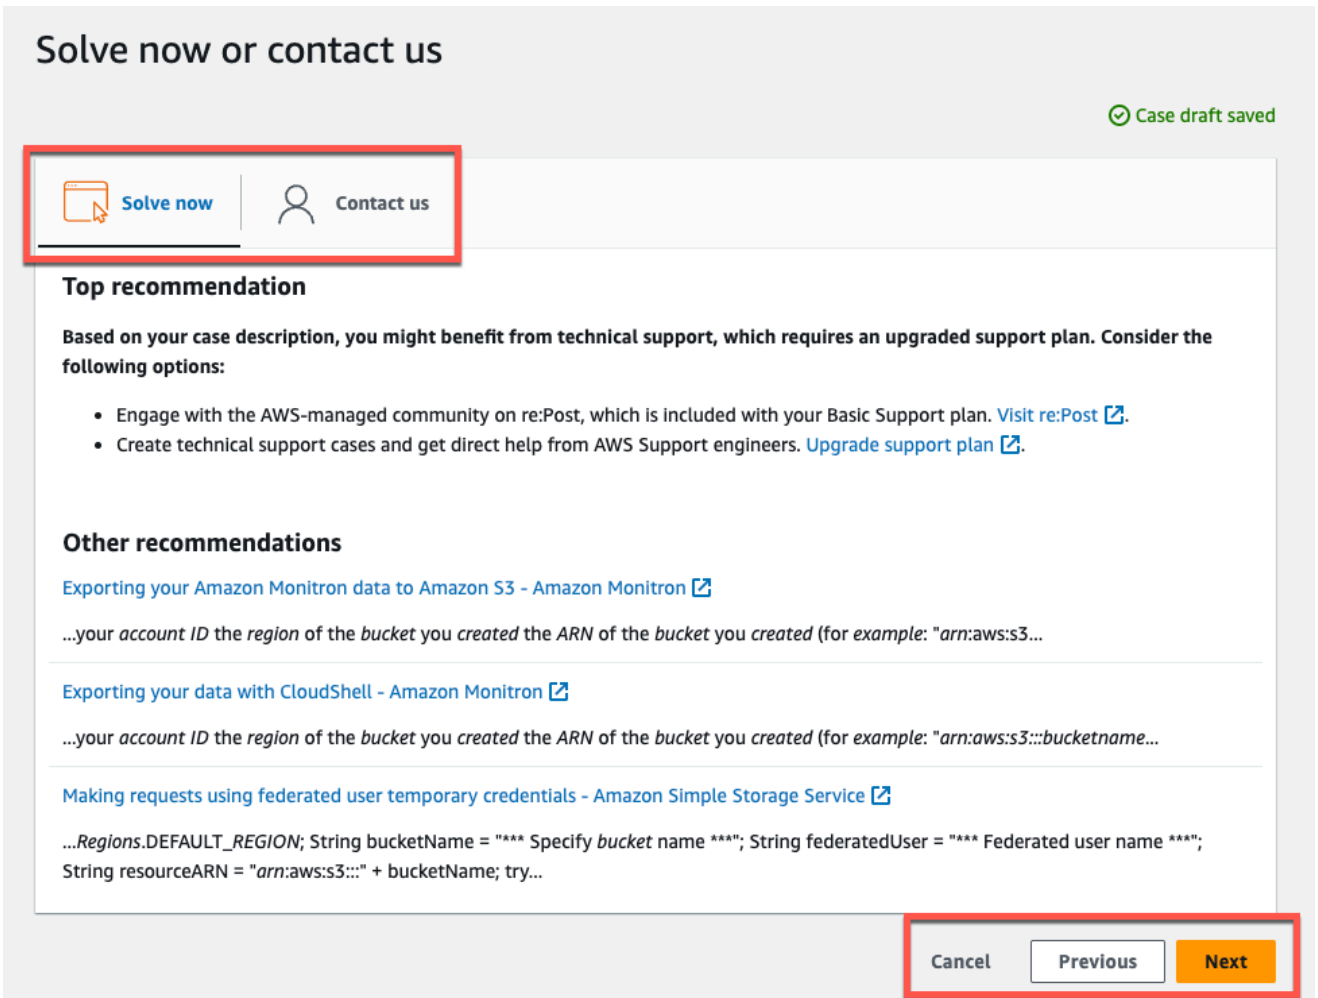 Solve now or contact us
Case draft saved
Solve now
Contact us
Top recommendation
Based on your case description, you might benefit from technical support, which requires an upgraded support plan. Consider the
following options:
• Engage with the AWS-managed community on re:Post, which is included with your Basic Support plan. Visit re:Post.
• Create technical support cases and get direct help from AWS Support engineers. Upgrade support plan.
Other recommendations
Exporting your Amazon Monitron data to Amazon S3 - Amazon Monitron
...your account ID the region of the bucket you created the ARN of the bucket you created (for example: "arn:aws:s3...
Exporting your data with CloudShell - Amazon Monitron
...your account ID the region of the bucket you created the ARN of the bucket you created (for example: "arn:aws:s3:::bucketname...
Making requests using federated user temporary credentials - Amazon Simple Storage Service
...Regions.DEFAULT_REGION; String bucketName = "*** Specify bucket name ***"; String federatedUser = "*** Federated user name ***";
String resourceARN = "arn:aws:s3:::" + bucketName; try...
Cancel
Previous
Next